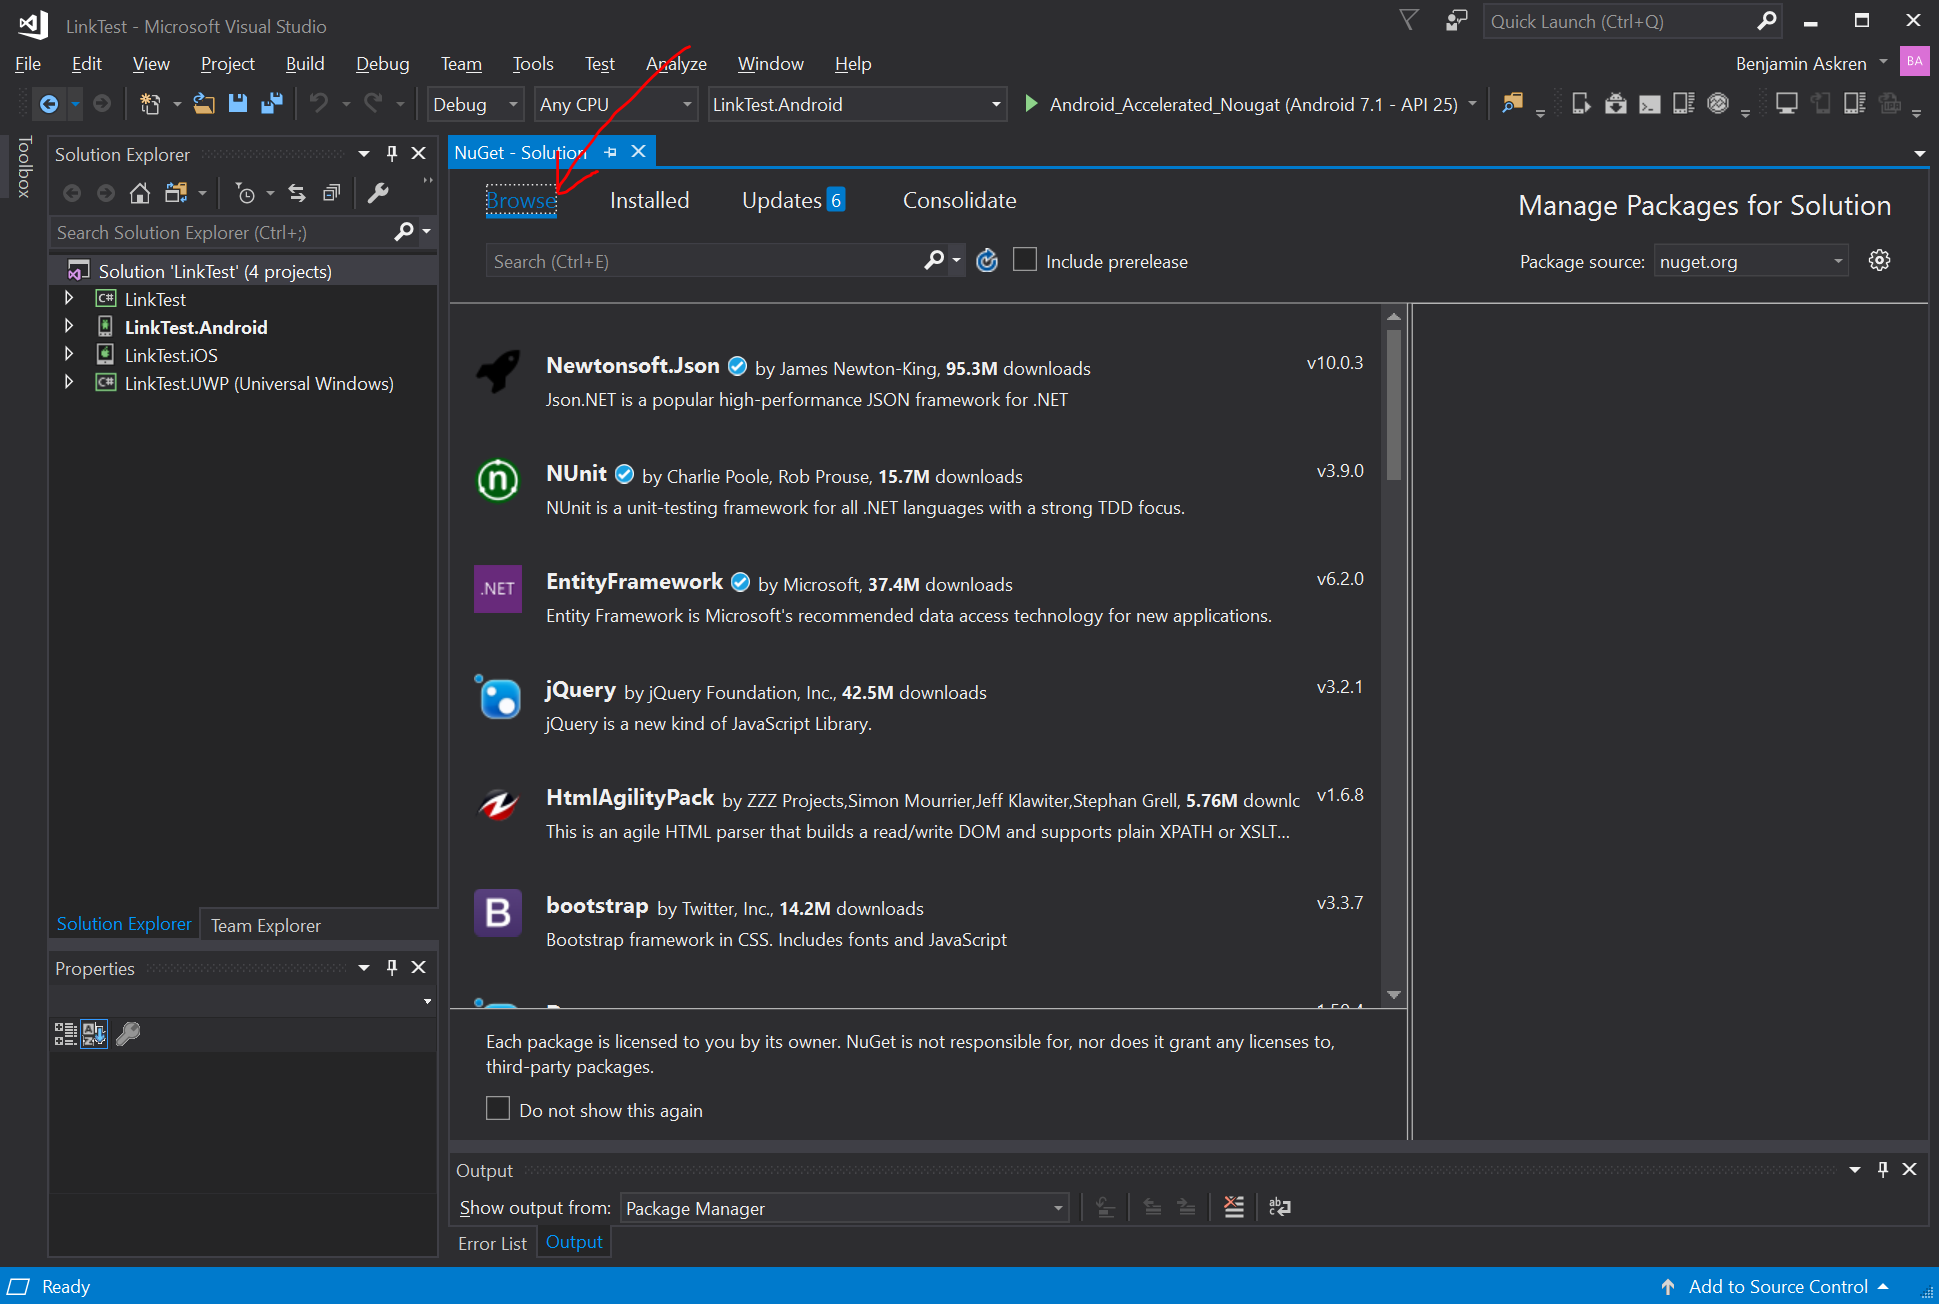 LinkTest - Microsoft Visual Studio
Quick Launch (Ctrl+Q)
File Edit View Project Build Debug Team Tools Test Analyze Window Help
Benjamin Askren BA
Debug Any CPU LinkTest.Android Android_Accelerated_Nougat (Android 7.1 - API 25)
Toolbox
Solution Explorer
Search Solution Explorer (Ctrl+;)
Solution 'LinkTest' (4 projects)
C# LinkTest
LinkTest.Android
LinkTest.iOS
C# LinkTest.UWP (Universal Windows)
Solution Explorer Team Explorer
Properties
NuGet - Solution
Browse Installed Updates 6 Consolidate
Manage Packages for Solution
Search (Ctrl+E)
Include prerelease
Package source: nuget.org
Newtonsoft.Json by James Newton-King, 95.3M downloads v10.0.3
Json.NET is a popular high-performance JSON framework for .NET
n NUnit by Charlie Poole, Rob Prouse, 15.7M downloads v3.9.0
NUnit is a unit-testing framework for all .NET languages with a strong TDD focus.
.NET EntityFramework by Microsoft, 37.4M downloads v6.2.0
Entity Framework is Microsoft's recommended data access technology for new applications.
jQuery by jQuery Foundation, Inc., 42.5M downloads v3.2.1
jQuery is a new kind of JavaScript Library.
HtmlAgilityPack by ZZZ Projects,Simon Mourrier,Jeff Klawiter,Stephan Grell, 5.76M downlc v1.6.8
This is an agile HTML parser that builds a read/write DOM and supports plain XPATH or XSLT...
B bootstrap by Twitter, Inc., 14.2M downloads v3.3.7
Bootstrap framework in CSS. Includes fonts and JavaScript
Each package is licensed to you by its owner. NuGet is not responsible for, nor does it grant any licenses to,
third-party packages.
Do not show this again
Output
Show output from: Package Manager
Error List Output
Ready
Add to Source Control